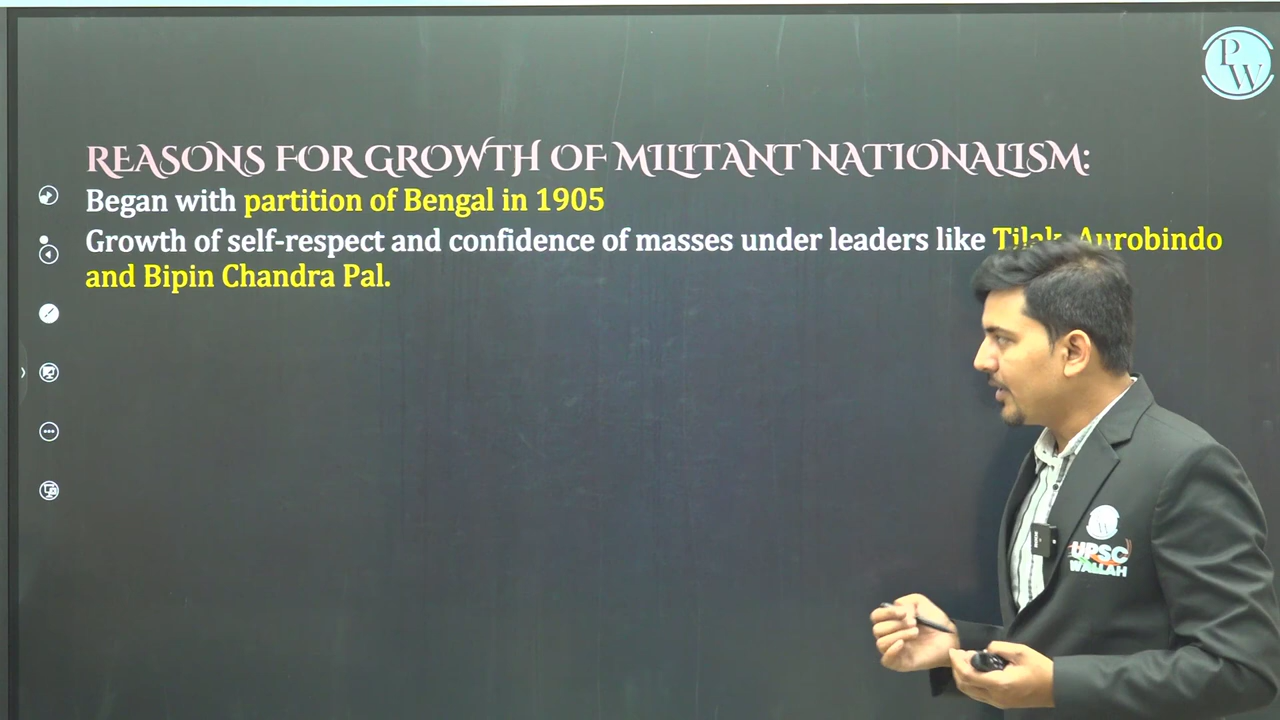 PW
REASONS FOR GROWTH OF MILITANT NATIONALISM:
Began with partition of Bengal in 1905
Growth of self-respect and confidence of masses under leaders like Tilak, Aurobindo
and Bipin Chandra Pal.
UPSC
WALLAH